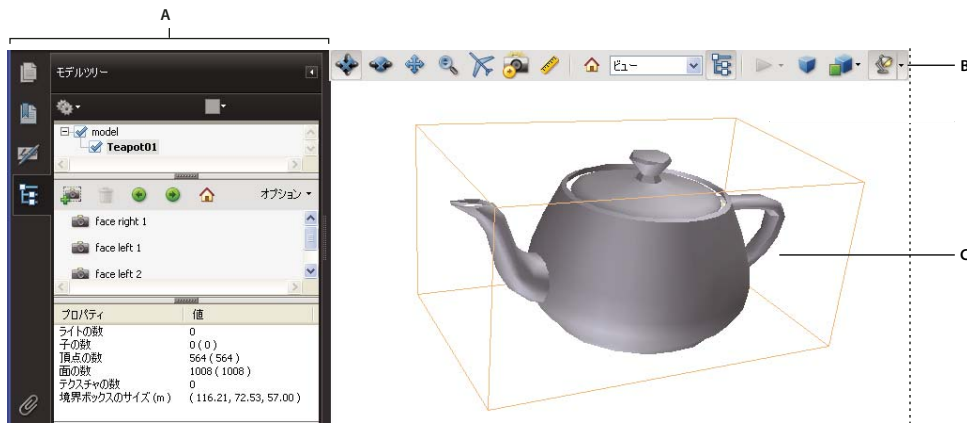 A
モデルツリー
ビュー
B
model
Teapot01
オプション
face right 1
face left 1
face left 2
C
プロパティ 値
ライトの数 0
子の数 0 ( 0 )
頂点の数 564 ( 564 )
面の数 1008 ( 1008 )
テクスチャの数 0
境界ボックスのサイズ (m) ( 116.21, 72.53, 57.00 )